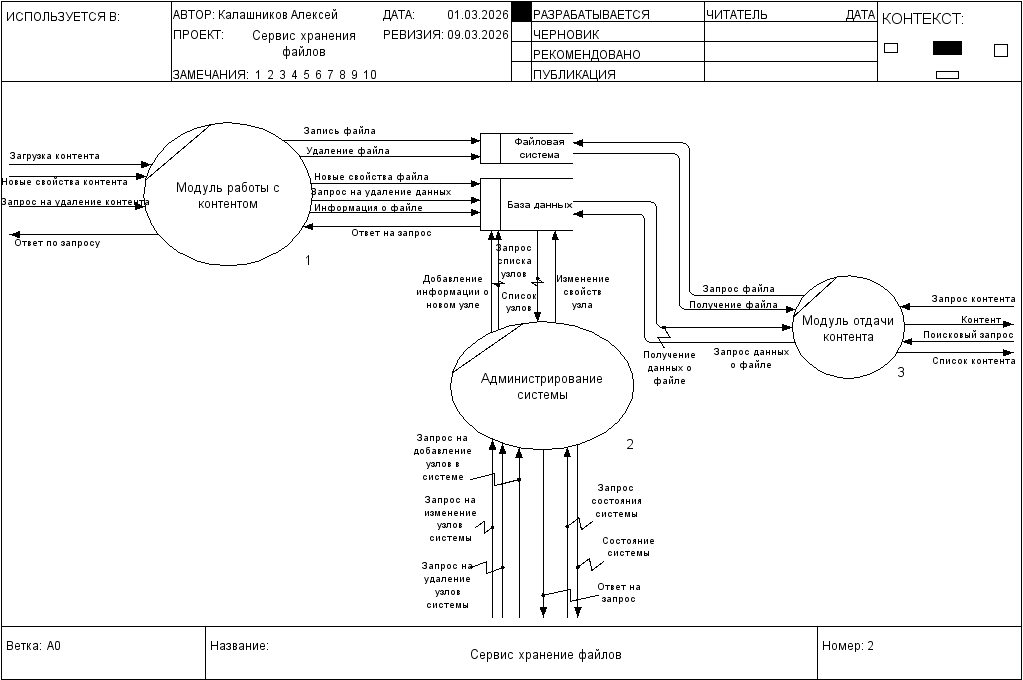 ИСПОЛЬЗУЕТСЯ В:
АВТОР: Калашников Алексей
ДАТА: 01.03.2026
РАЗРАБАТЫВАЕТСЯ
ЧИТАТЕЛЬ
ДАТА
КОНТЕКСТ:
ПРОЕКТ: Сервис хранения
файлов
РЕВИЗИЯ: 09.03.2026
ЧЕРНОВИК
РЕКОМЕНДОВАНО
ЗАМЕЧАНИЯ: 1 2 3 4 5 6 7 8 9 10
ПУБЛИКАЦИЯ
Загрузка контента
Новые свойства контента
Запрос на удаление контента
Ответ по запросу
Модуль работы с
контентом
1
Запись файла
Удаление файла
Новые свойства файла
Запрос на удаление данных
Информация о файле
Ответ на запрос
Файловая
система
База данных
Добавление
информации о
новом узле
Запрос
списка
узлов
Список
узлов
Изменение
свойств
узла
Запрос файла
Получение файла
Получение
данных о
файле
Запрос данных
о файле
Модуль отдачи
контента
3
Запрос контента
Контент
Поисковый запрос
Список контента
Администрирование
системы
2
Запрос на
добавление
узлов в
системе
Запрос на
изменение
узлов
системы
Запрос на
удаление
узлов
системы
Запрос
состояния
системы
Состояние
системы
Ответ на
запрос
Ветка: A0
Название:
Сервис хранение файлов
Номер: 2